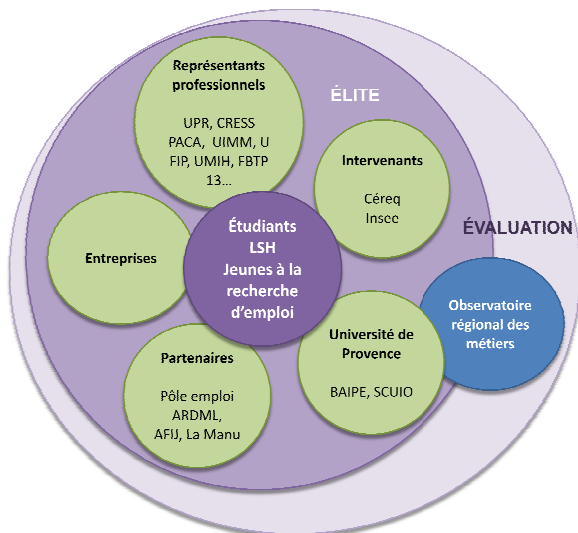 Représentants
professionnels
UPR, CRESS
PACA,  UIMM, U
FIP, UMIH, FBTP
13...
ÉLITE
Intervenants
Céreq
Insee
ÉVALUATION
Étudiants
LSH
Jeunes à la
recherche
d'emploi
Entreprises
Observatoire
régional des
métiers
Université de
Provence
BAIPE, SCUIO
Partenaires
Pôle emploi
ARDML,
AFIJ, La Manu